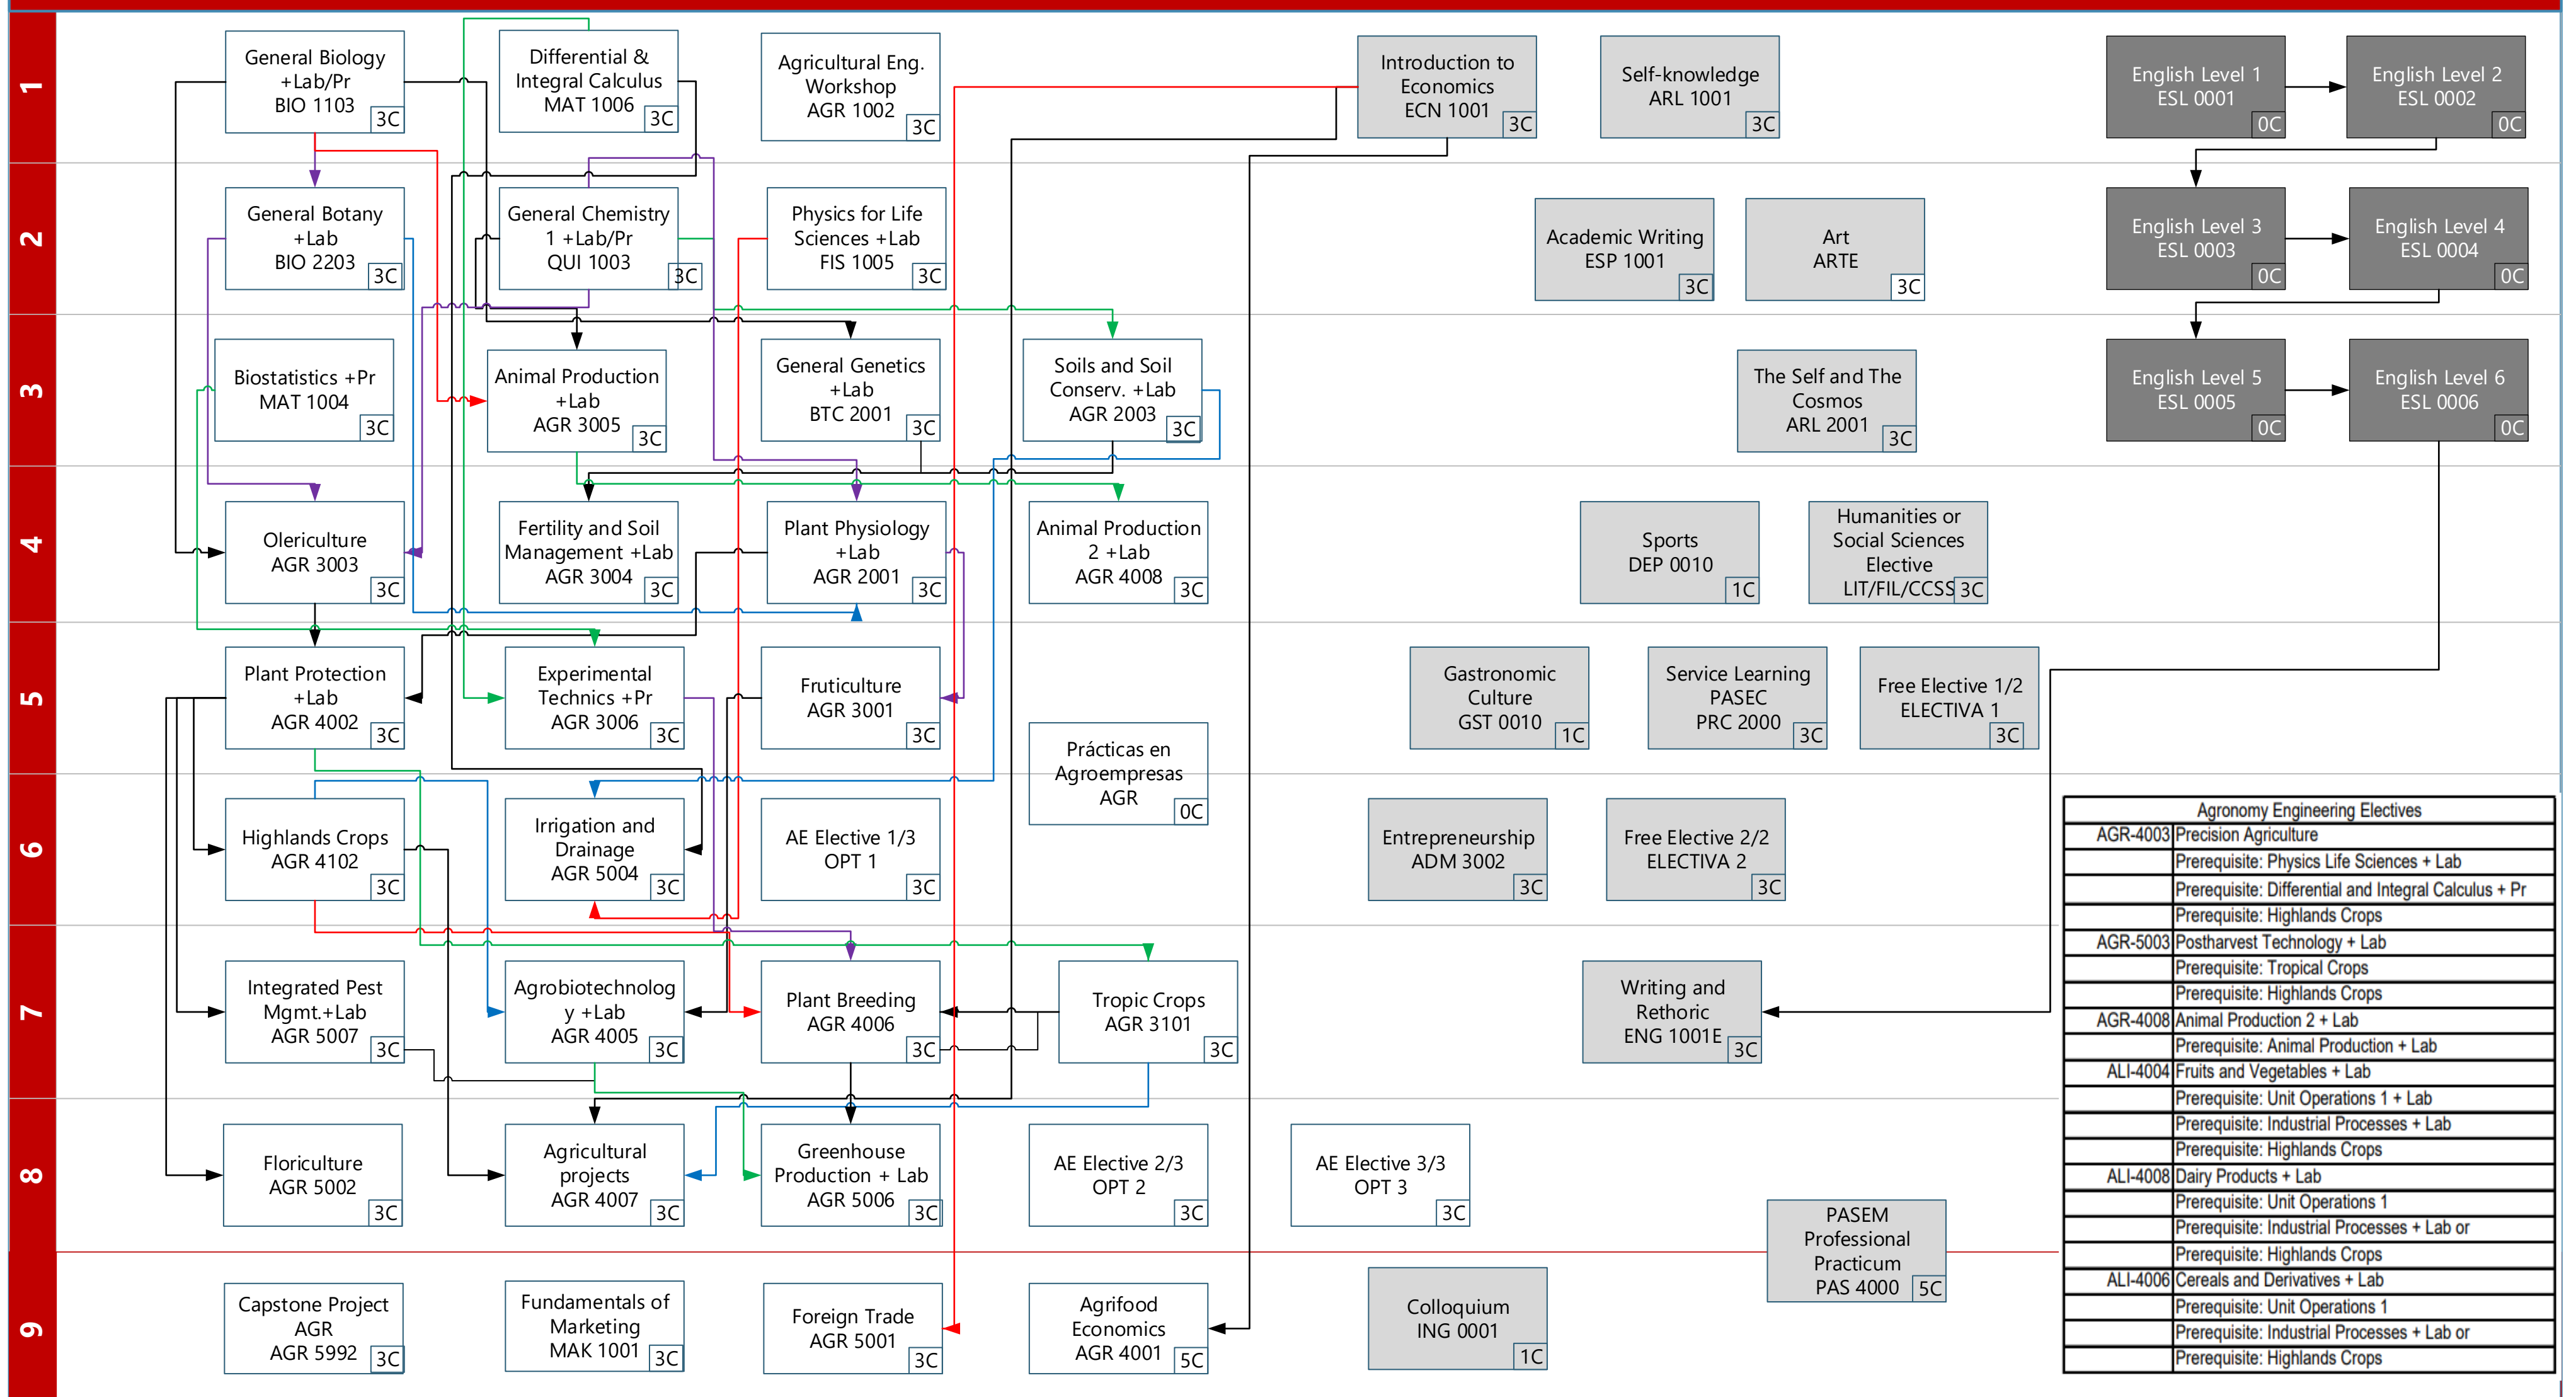 1
General Biology
+Lab/Pr
BIO 1103
3C
Differential &
Integral Calculus
MAT 1006
3C
Agricultural Eng.
Workshop
AGR 1002
3C
Introduction to
Economics
ECN 1001
3C
Self-knowledge
ARL 1001
3C
English Level 1
ESL 0001
0C
English Level 2
ESL 0002
0C
2
General Botany
+Lab
BIO 2203
3C
General Chemistry
1 +Lab/Pr
QUI 1003
3C
Physics for Life
Sciences +Lab
FIS 1005
3C
Academic Writing
ESP 1001
3C
Art
ARTE
3C
English Level 3
ESL 0003
0C
English Level 4
ESL 0004
0C
3
Biostatistics +Pr
MAT 1004
3C
Animal Production
+Lab
AGR 3005
3C
General Genetics
+Lab
BTC 2001
3C
Soils and Soil
Conserv. +Lab
AGR 2003
3C
The Self and The
Cosmos
ARL 2001
3C
English Level 5
ESL 0005
0C
English Level 6
ESL 0006
0C
4
Olericulture
AGR 3003
3C
Fertility and Soil
Management +Lab
AGR 3004
3C
Plant Physiology
+Lab
AGR 2001
3C
Animal Production
2 +Lab
AGR 4008
3C
Sports
DEP 0010
1C
Humanities or
Social Sciences
Elective
LIT/FIL/CCSS
3C
5
Plant Protection
+Lab
AGR 4002
3C
Experimental
Technics +Pr
AGR 3006
3C
Fruticulture
AGR 3001
3C
Prácticas en
Agroempresas
AGR
0C
Gastronomic
Culture
GST 0010
1C
Service Learning
PASEC
PRC 2000
3C
Free Elective 1/2
ELECTIVA 1
3C
6
Highlands Crops
AGR 4102
3C
Irrigation and
Drainage
AGR 5004
3C
AE Elective 1/3
OPT 1
3C
Entrepreneurship
ADM 3002
3C
Free Elective 2/2
ELECTIVA 2
3C
7
Integrated Pest
Mgmt.+Lab
AGR 5007
3C
Agrobiotechnolog
y +Lab
AGR 4005
3C
Plant Breeding
AGR 4006
3C
Tropic Crops
AGR 3101
3C
Writing and
Rethoric
ENG 1001E
3C
8
Floriculture
AGR 5002
3C
Agricultural
projects
AGR 4007
3C
Greenhouse
Production + Lab
AGR 5006
3C
AE Elective 2/3
OPT 2
3C
AE Elective 3/3
OPT 3
3C
PASEM
Professional
Practicum
PAS 4000
5C
9
Capstone Project
AGR
AGR 5992
3C
Fundamentals of
Marketing
MAK 1001
3C
Foreign Trade
AGR 5001
3C
Agrifood
Economics
AGR 4001
5C
Colloquium
ING 0001
1C
Agronomy Engineering Electives
AGR-4003 Precision Agriculture
Prerequisite: Physics Life Sciences + Lab
Prerequisite: Differential and Integral Calculus + Pr
Prerequisite: Highlands Crops
AGR-5003 Postharvest Technology + Lab
Prerequisite: Tropical Crops
Prerequisite: Highlands Crops
AGR-4008 Animal Production 2 + Lab
Prerequisite: Animal Production + Lab
ALI-4004 Fruits and Vegetables + Lab
Prerequisite: Unit Operations 1 + Lab
Prerequisite: Industrial Processes + Lab
Prerequisite: Highlands Crops
ALI-4008 Dairy Products + Lab
Prerequisite: Unit Operations 1
Prerequisite: Industrial Processes + Lab or
Prerequisite: Highlands Crops
ALI-4006 Cereals and Derivatives + Lab
Prerequisite: Unit Operations 1
Prerequisite: Industrial Processes + Lab or
Prerequisite: Highlands Crops